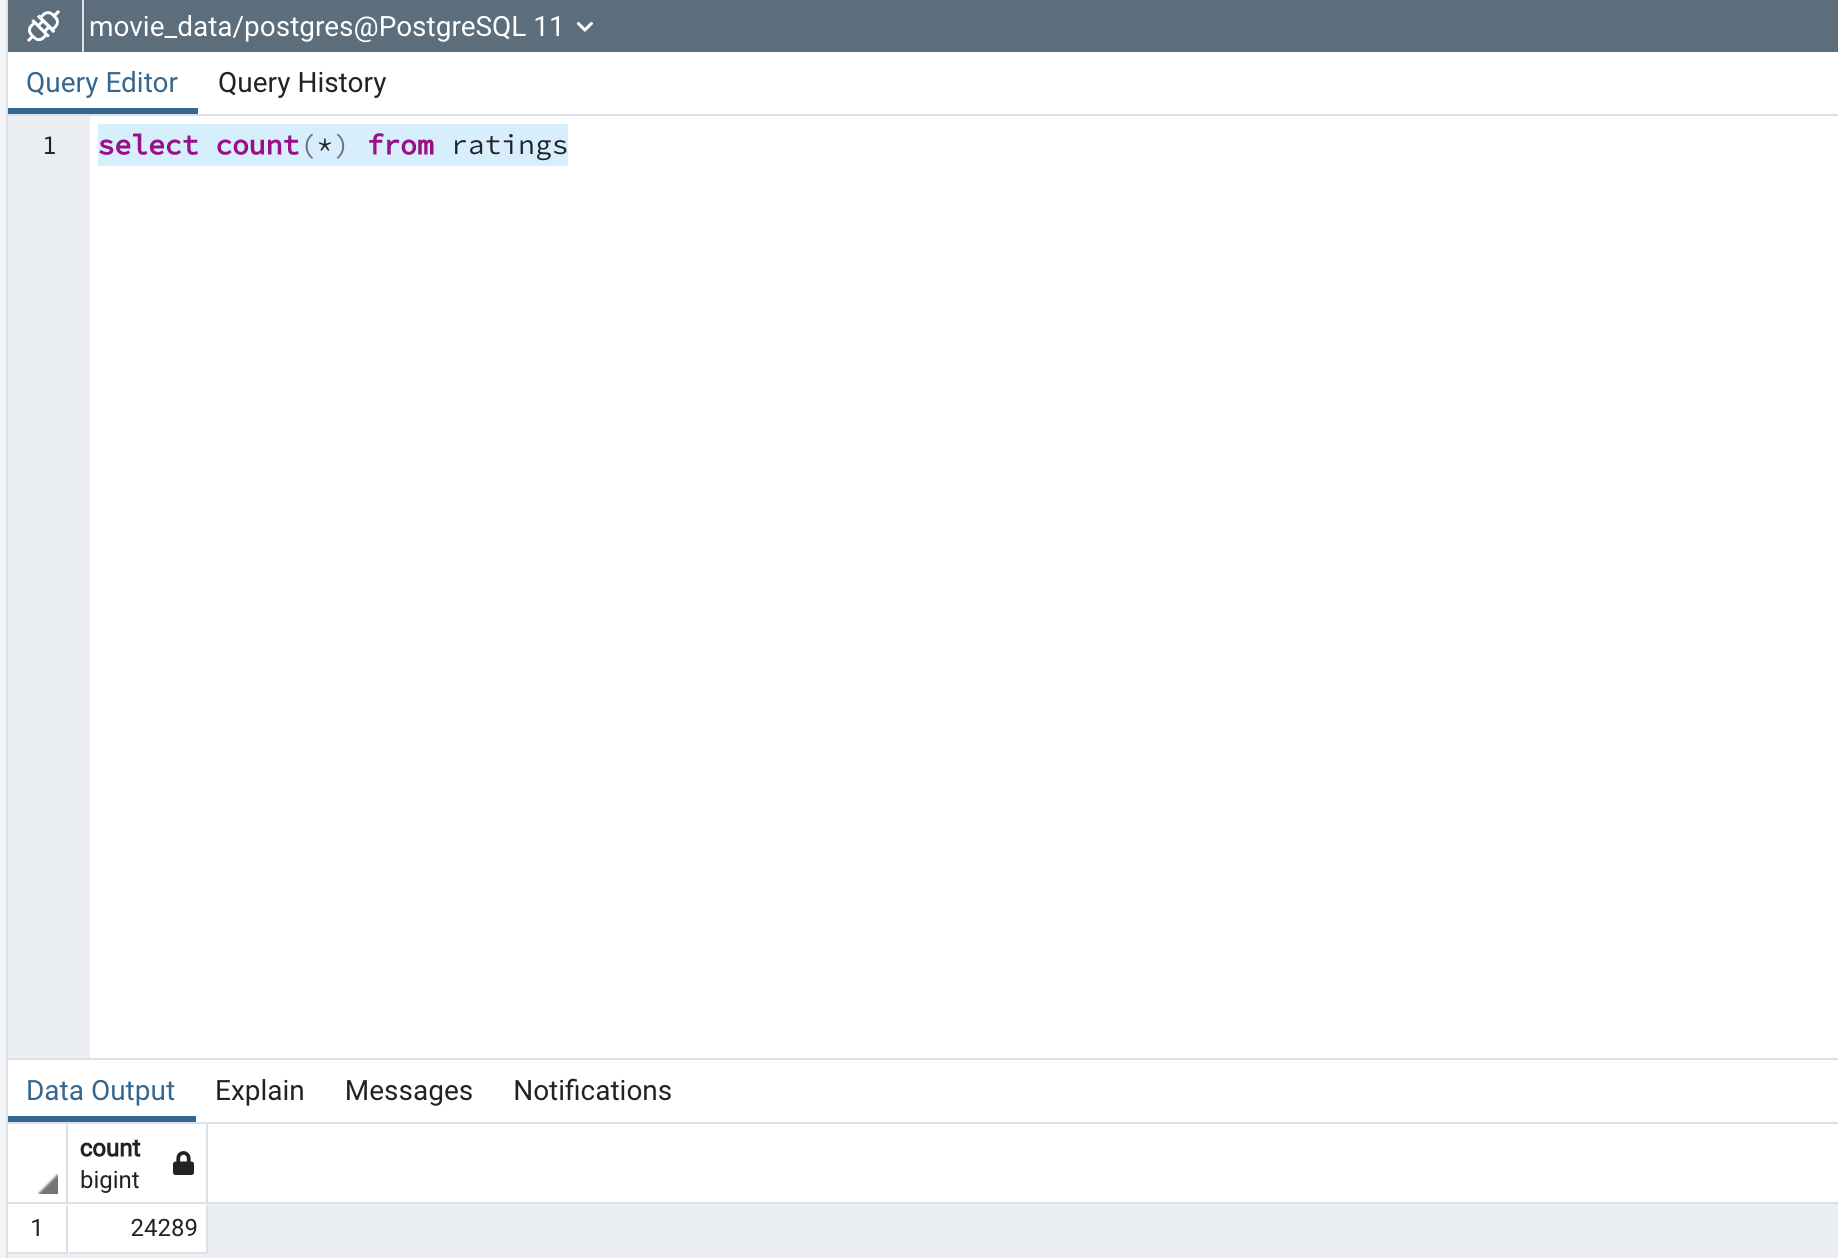 movie_data/postgres@PostgreSQL 11
Query Editor Query History
1 select count(*) from ratings
Data Output Explain Messages Notifications
count
bigint
1 24289